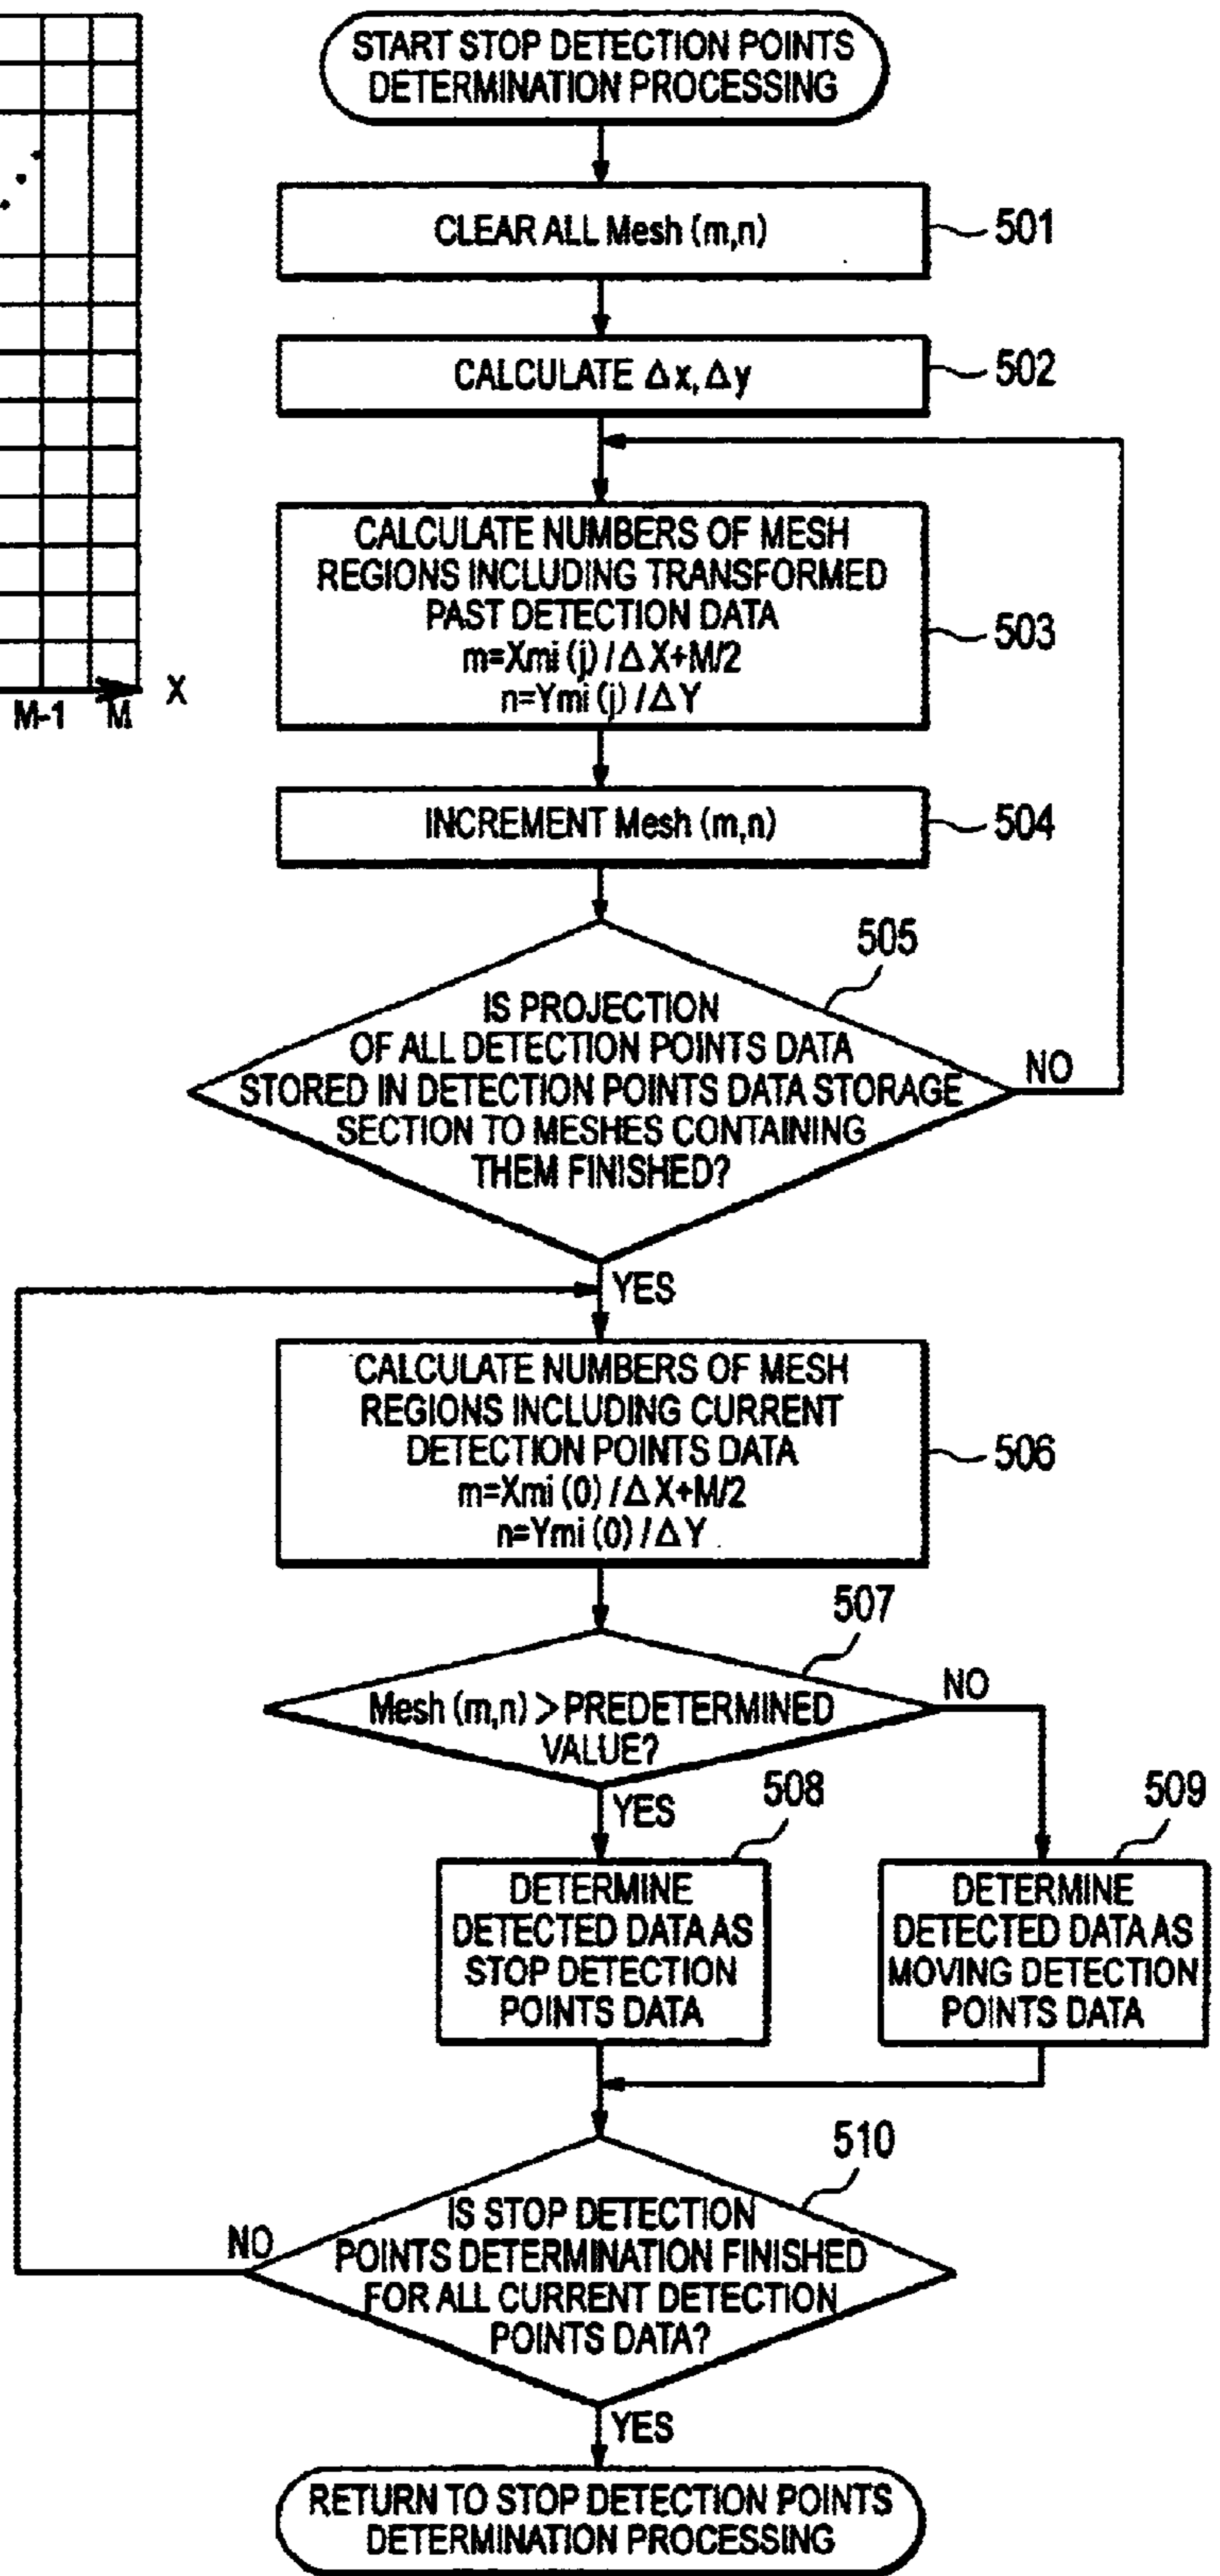 START STOP DETECTION POINTS
DETERMINATION PROCESSING
CLEAR ALL Mesh (m,n)
501
CALCULATE Δx, Δy
502
CALCULATE NUMBERS OF MESH
REGIONS INCLUDING TRANSFORMED
PAST DETECTION DATA
m=Xmi (j) /ΔX+M/2
n=Ymi (j) /ΔY
503
M-1 M X
INCREMENT Mesh (m,n)
504
505
IS PROJECTION
OF ALL DETECTION POINTS DATA
STORED IN DETECTION POINTS DATA STORAGE
SECTION TO MESHES CONTAINING
THEM FINISHED?
NO
YES
CALCULATE NUMBERS OF MESH
REGIONS INCLUDING CURRENT
DETECTION POINTS DATA
m=Xmi (0) /ΔX+M/2
n=Ymi (0) /ΔY
506
507
Mesh (m,n) > PREDETERMINED
VALUE?
NO
YES
508
DETERMINE
DETECTED DATA AS
STOP DETECTION
POINTS DATA
509
DETERMINE
DETECTED DATA AS
MOVING DETECTION
POINTS DATA
510
IS STOP DETECTION
POINTS DETERMINATION FINISHED
FOR ALL CURRENT DETECTION
POINTS DATA?
NO
YES
RETURN TO STOP DETECTION POINTS
DETERMINATION PROCESSING